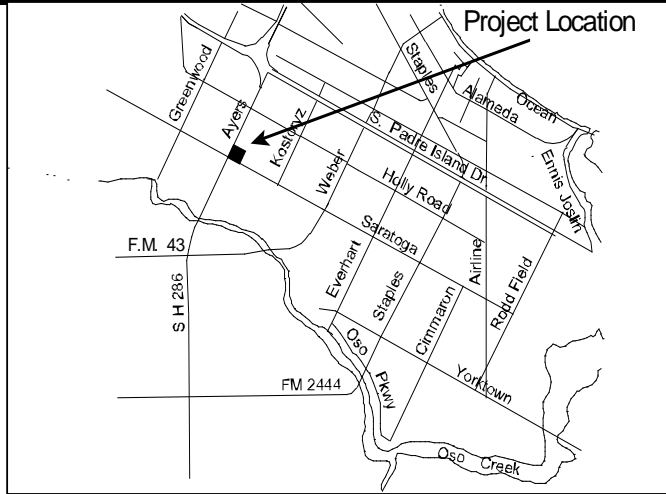 Project Location
Staples
Ocean
Alameda
Greenwood
Ayers
Kostoryz
S. Padre Island Dr.
Ennis Joslin
Weber
Holly Road
Saratoga
F.M. 43
S H 286
Everhart
Staples
Airline
Rodd Field
Cimmaron
Oso
Pkwy
Yorktown
FM 2444
Oso Creek